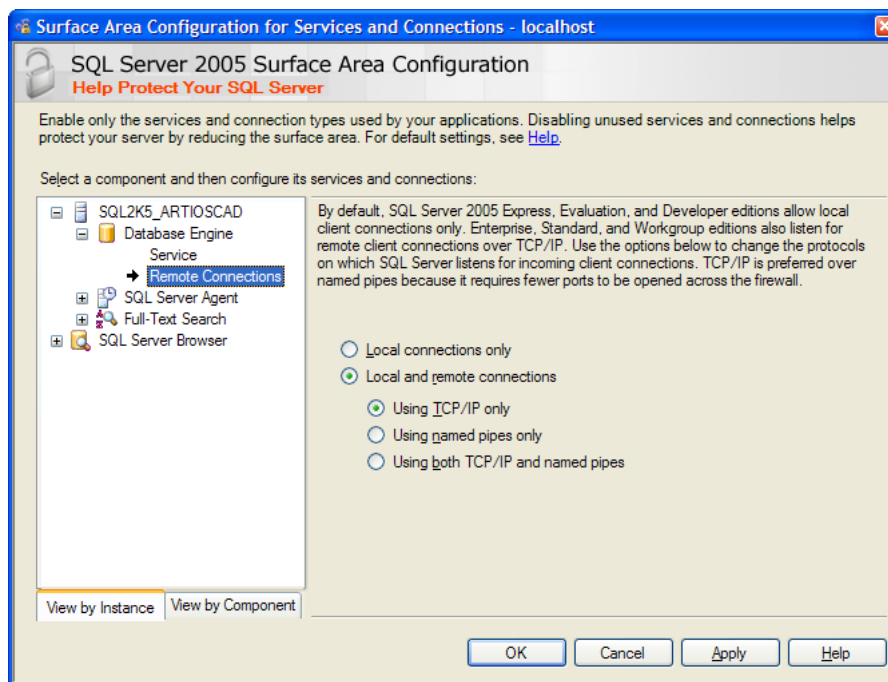 Surface Area Configuration for Services and Connections - localhost
SQL Server 2005 Surface Area Configuration
Help Protect Your SQL Server
Enable only the services and connection types used by your applications. Disabling unused services and connections helps
protect your server by reducing the surface area. For default settings, see Help.
Select a component and then configure its services and connections:
SQL2K5_ARTIOSCAD
Database Engine
Service
Remote Connections
SQL Server Agent
Full-Text Search
SQL Server Browser
By default, SQL Server 2005 Express, Evaluation, and Developer editions allow local
client connections only. Enterprise, Standard, and Workgroup editions also listen for
remote client connections over TCP/IP. Use the options below to change the protocols
on which SQL Server listens for incoming client connections. TCP/IP is preferred over
named pipes because it requires fewer ports to be opened across the firewall.
Local connections only
Local and remote connections
Using TCP/IP only
Using named pipes only
Using both TCP/IP and named pipes
View by Instance
View by Component
OK
Cancel
Apply
Help